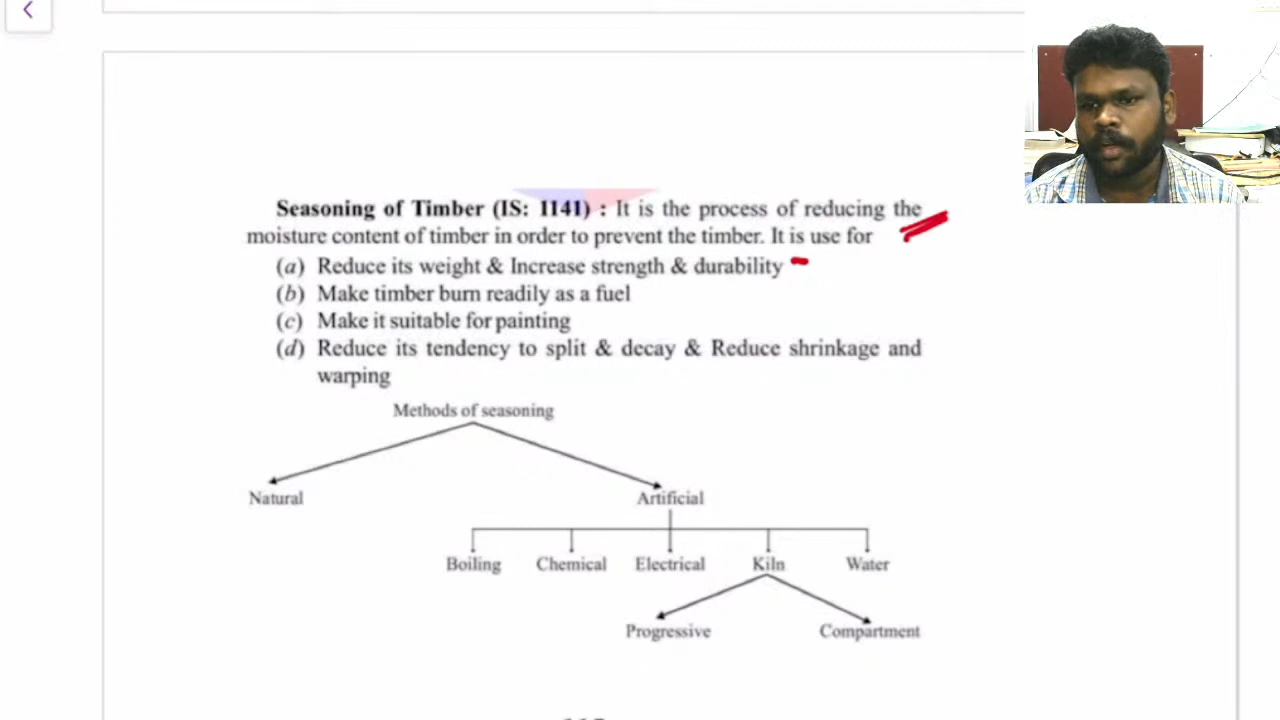 Seasoning of Timber (IS: 1141) : It is the process of reducing the
moisture content of timber in order to prevent the timber. It is use for
(a) Reduce its weight & Increase strength & durability
(b) Make timber burn readily as a fuel
(c) Make it suitable for painting
(d) Reduce its tendency to split & decay & Reduce shrinkage and
warping
Methods of seasoning
Natural
Artificial
Boiling
Chemical
Electrical
Kiln
Water
Progressive
Compartment